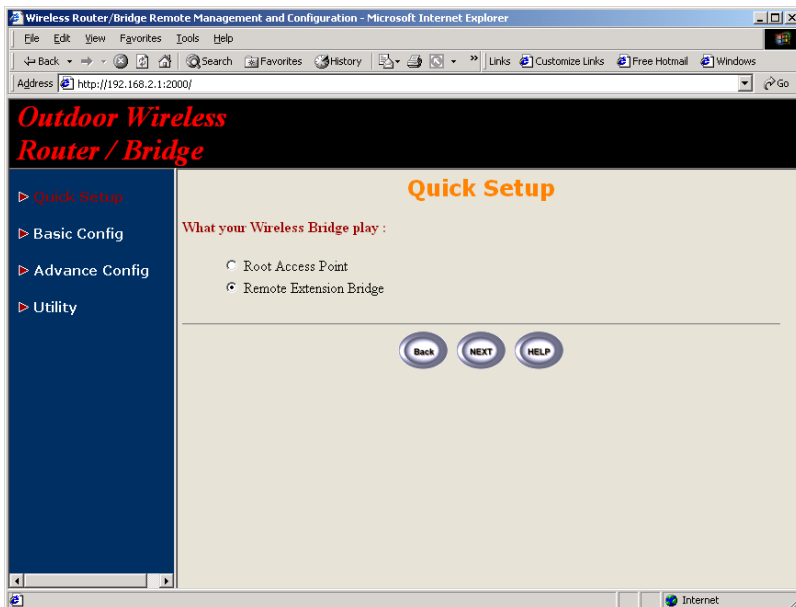 Wireless Router/Bridge Remote Management and Configuration - Microsoft Internet Explorer
File Edit View Favorites Tools Help
Back Search Favorites History » Links Customize Links Free Hotmail Windows
Address http://192.168.2.1:2000/ Go
Outdoor Wireless
Router / Bridge
Quick Setup
Basic Config
Advance Config
Utility
Quick Setup
What your Wireless Bridge play :
Root Access Point
Remote Extension Bridge
Back NEXT HELP
Internet